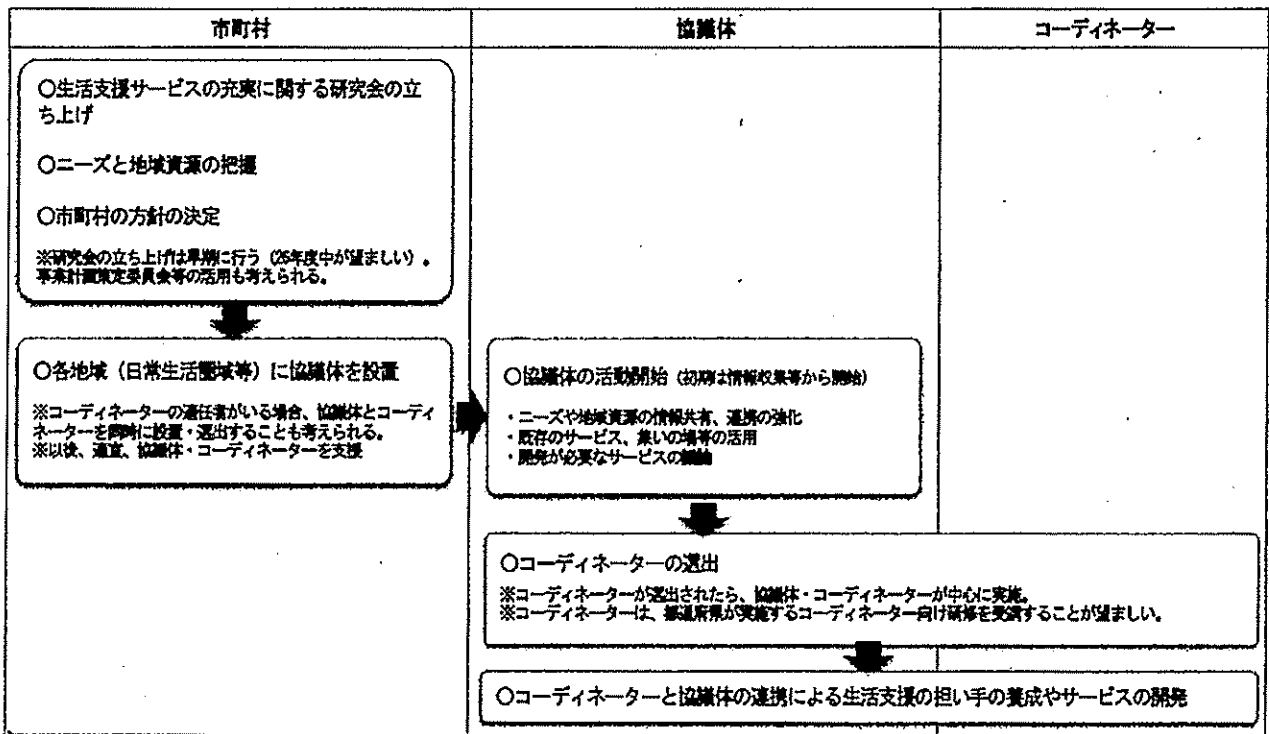 市町村
協議体
コーディネーター
○生活支援サービスの充実に関する研究会の立
ち上げ
○ニーズと地域資源の把握
○市町村の方針の決定
※研究会の立ち上げは早期に行う（26年度中が望ましい）。
事業計画策定委員会等の活用も考えられる。
○各地域（日常生活圏域等）に協議体を設置
※コーディネーターの適任者がいる場合、協議体とコーディ
ネーターを同時に設置・選出することも考えられる。
※以後、適宜、協議体・コーディネーターを支援
○協議体の活動開始（初期は情報収集等から開始）
・ニーズや地域資源の情報共有、連携の強化
・既存のサービス、集いの場等の活用
・開発が必要なサービスの
○コーディネーターの選出
※コーディネーターが選出されたら、協議体・コーディネーターが中心に実施。
※コーディネーターは、都道府県が実施するコーディネーター向け研修を受講することが望ましい。
○コーディネーターと協議体の連携による生活支援の担い手の養成やサービスの開発